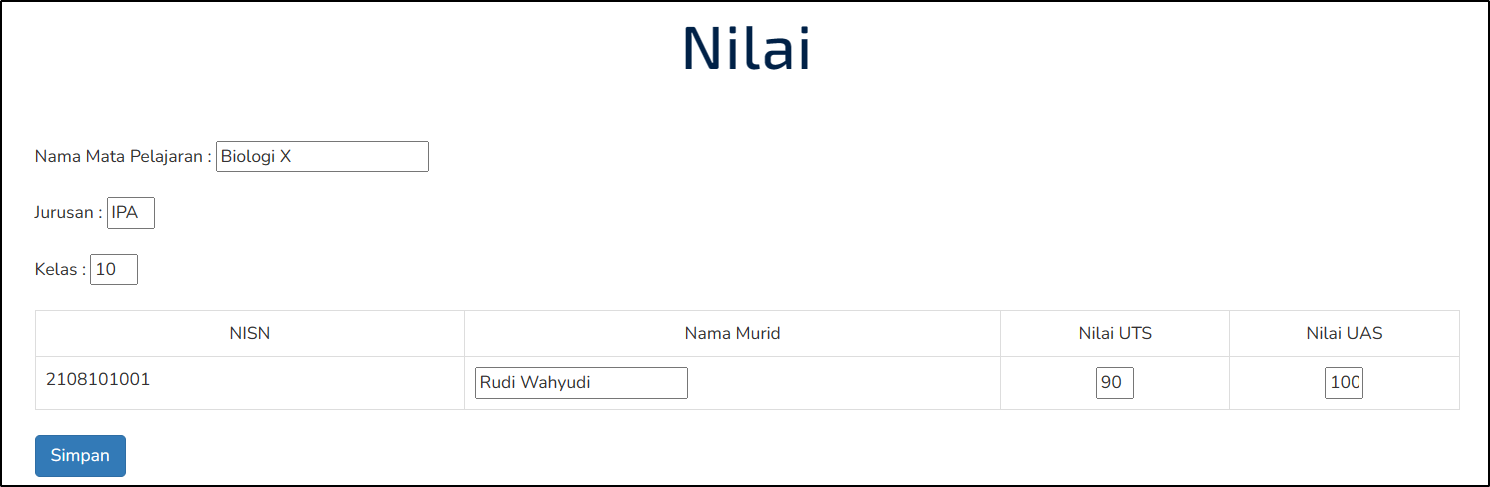 Nilai
Nama Mata Pelajaran : Biologi X
Jurusan : IPA
Kelas : 10
NISN Nama Murid Nilai UTS Nilai UAS
2108101001 Rudi Wahyudi 90 100
Simpan